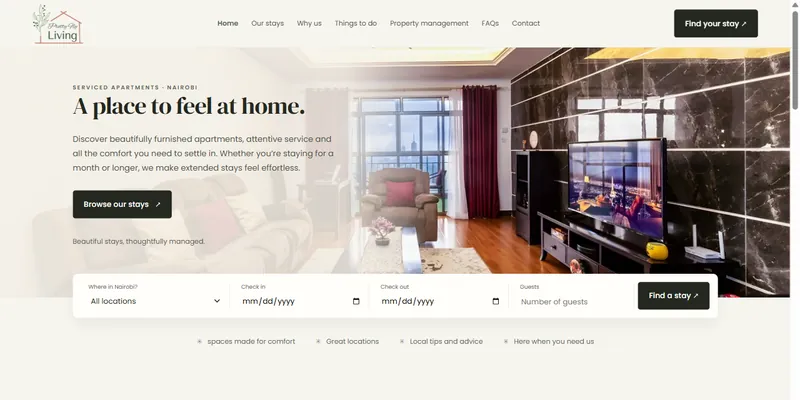 Living
Home Our stays Why us Things to do Property management FAQs Contact
Find your stay ↗
SERVICED APARTMENTS · NAIROBI
A place to feel at home.
Discover beautifully furnished apartments, attentive service and
all the comfort you need to settle in. Whether you're staying for a
month or longer, we make extended stays feel effortless.
Browse our stays ↗
Beautiful stays, thoughtfully managed.
Where in Nairobi? Check in Check out Guests
All locations mm/dd/yyyy mm/dd/yyyy Number of guests
Find a stay ↗
✳ spaces made for comfort ✳ Great locations ✳ Local tips and advice ✳ Here when you need us